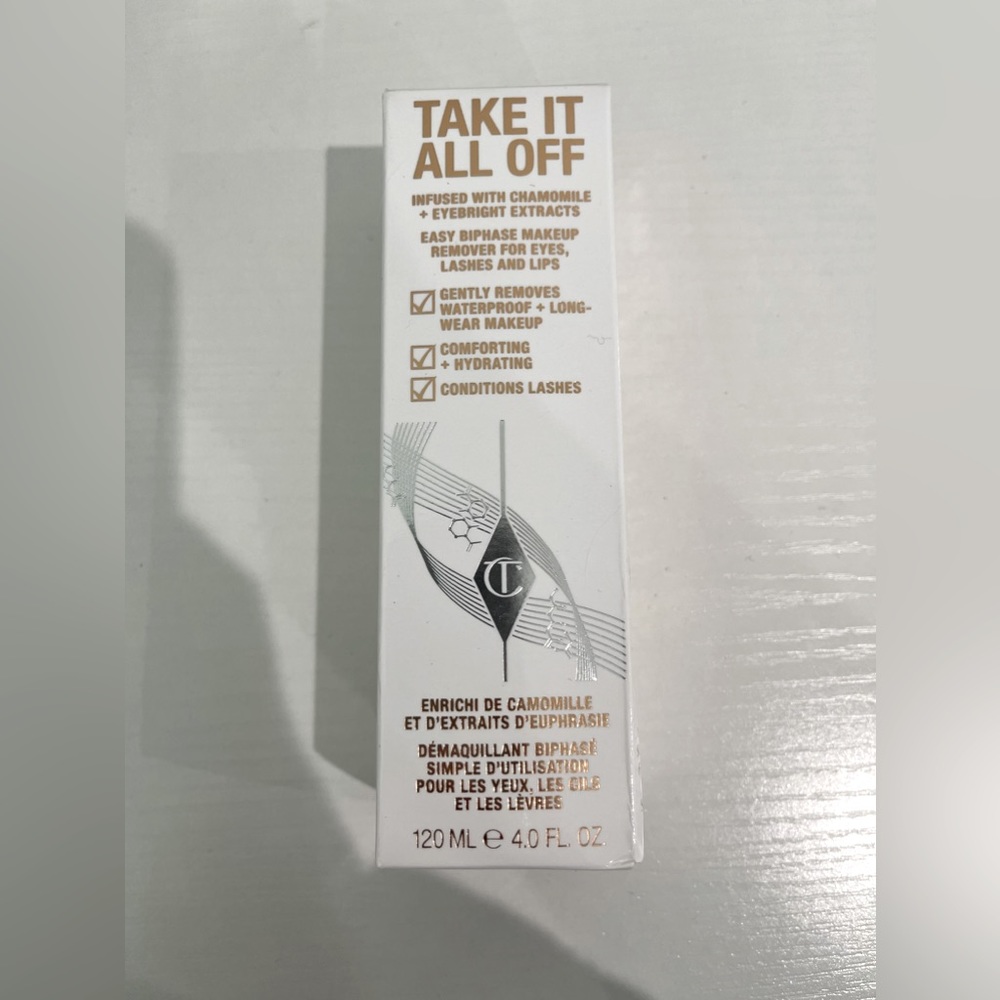 TAKE IT
ALL OFF
INFUSED WITH CHAMOMILE
+ EYEBRIGHT EXTRACTS
EASY BIPHASE MAKEUP
REMOVER FOR EYES,
LASHES AND LIPS
GENTLY REMOVES
WATERPROOF + LONG-
WEAR MAKEUP
COMFORTING
+ HYDRATING
CONDITIONS LASHES
CT
ENRICHI DE CAMOMILLE
ET D'EXTRAITS D'EUPHRASIE
DÉMAQUILLANT BIPHASÉ
SIMPLE D'UTILISATION
POUR LES YEUX, LES CILS
ET LES LÈVRES
120 ML ℮ 4.0 FL. OZ